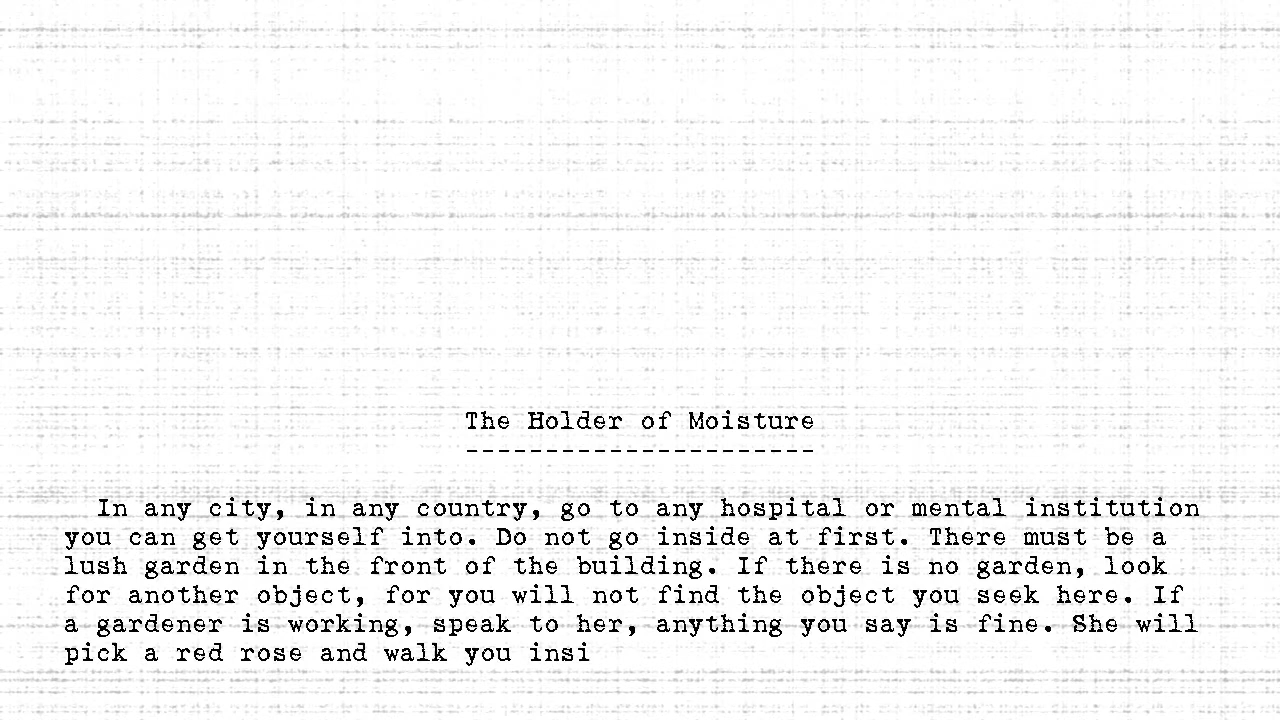 The Holder of Moisture
----------------------
In any city, in any country, go to any hospital or mental institution
you can get yourself into. Do not go inside at first. There must be a
lush garden in the front of the building. If there is no garden, look
for another object, for you will not find the object you seek here. If
a gardener is working, speak to her, anything you say is fine. She will
pick a red rose and walk you insi